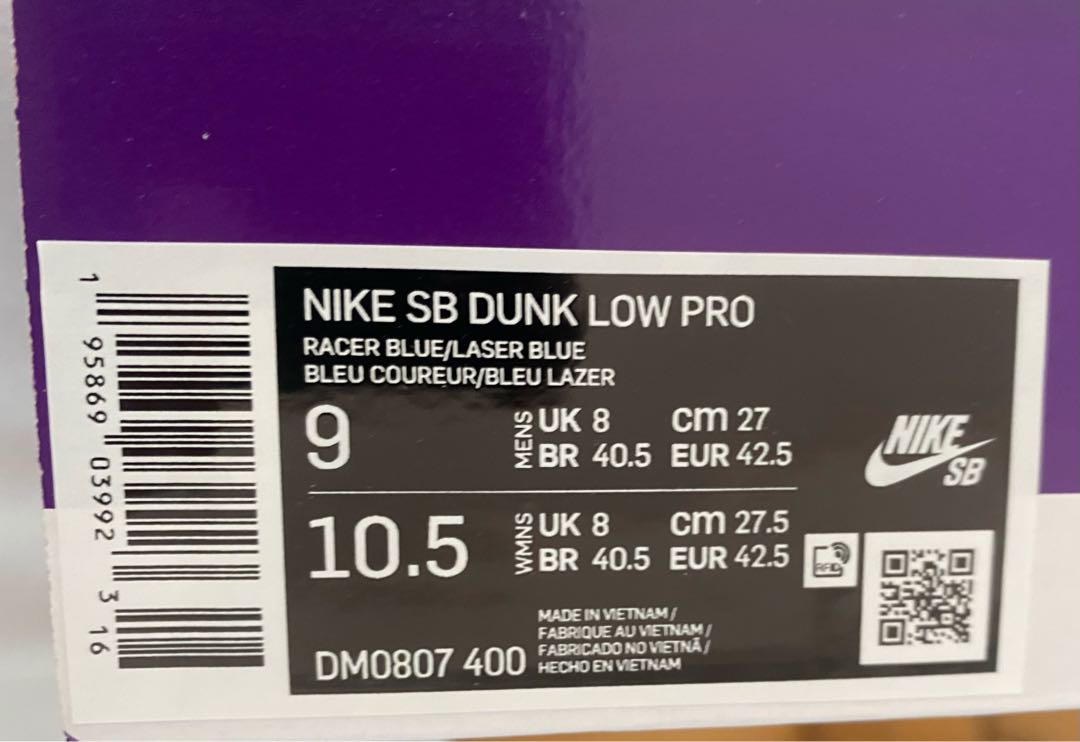 1 95869 03992 3 16
NIKE SB DUNK LOW PRO
RACER BLUE/LASER BLUE
BLEU COUREUR/BLEU LAZER
9 MENS UK 8 cm 27
BR 40.5 EUR 42.5
10.5 WMNS UK 8 cm 27.5
BR 40.5 EUR 42.5
NIKE
SB
RFID
MADE IN VIETNAM /
FABRIQUE AU VIETNAM /
FABRICADO NO VIETNÃ /
HECHO EN VIETNAM
DM0807 400